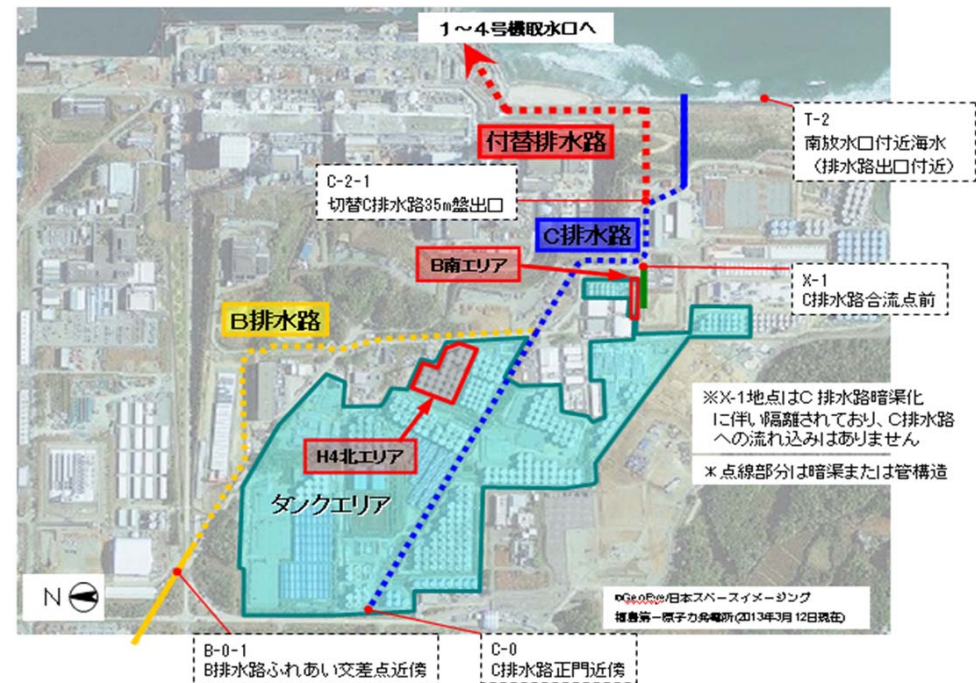 1～4号機取水口へ
付替排水路
T-2
南放水口付近海水
（排水路出口付近）
C-2-1
切替C排水路35m盤出口
C排水路
B南エリア
X-1
C排水路合流点前
B排水路
※X-1地点はC 排水路暗渠化
に伴い隔離されており、C排水路
への流れ込みはありません
H4北エリア
＊点線部分は暗渠または管構造
タンクエリア
N
©GeoEye/日本スペースイメージング
福島第一原子力発電所(2013年3月12日現在)
B-0-1
B排水路ふれあい交差点近傍
C-0
C排水路正門近傍